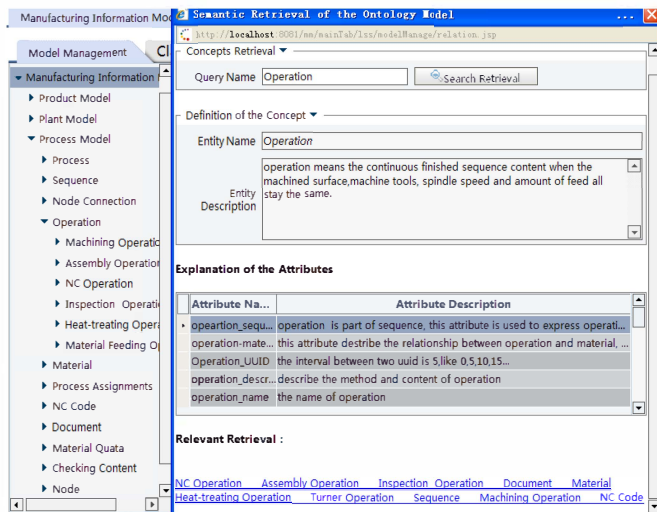 Manufacturing Information Mo
Semantic Retrieval of the Ontology Model ...
http://localhost:8081/mm/mainTab/lsz/modalManage/relation.jsp
Model Management Cl
Manufacturing Information
Product Model
Plant Model
Process Model
Process
Sequence
Node Connection
Operation
Machining Operatio
Assembly Operation
NC Operation
Inspection Operati
Heat-treating Opera
Material Feeding Op
Material
Process Assignments
NC Code
Document
Material Quata
Checking Content
Node
Concepts Retrieval
Query Name Operation Search Retrieval
Definition of the Concept
Entity Name Operation
Entity Description
operation means the continuous finished sequence content when the
machined surface,machine tools, spindle speed and amount of feed all
stay the same.
Explanation of the Attributes
Attribute Na... Attribute Description
opeartion_sequ... operation is part of sequence, this attribute is used to express operati...
operation-mate... this attribute destribe the relationship between operation and material, ...
Operation_UUID the interval between two uuid is 5,like 0,5,10,15...
operation_descr... describe the method and content of operation
operation_name the name of operation
Relevant Retrieval :
NC Operation Assembly Operation Inspection Operation Document Material
Heat-treating Operation Turner Operation Sequence Machining Operation NC Code